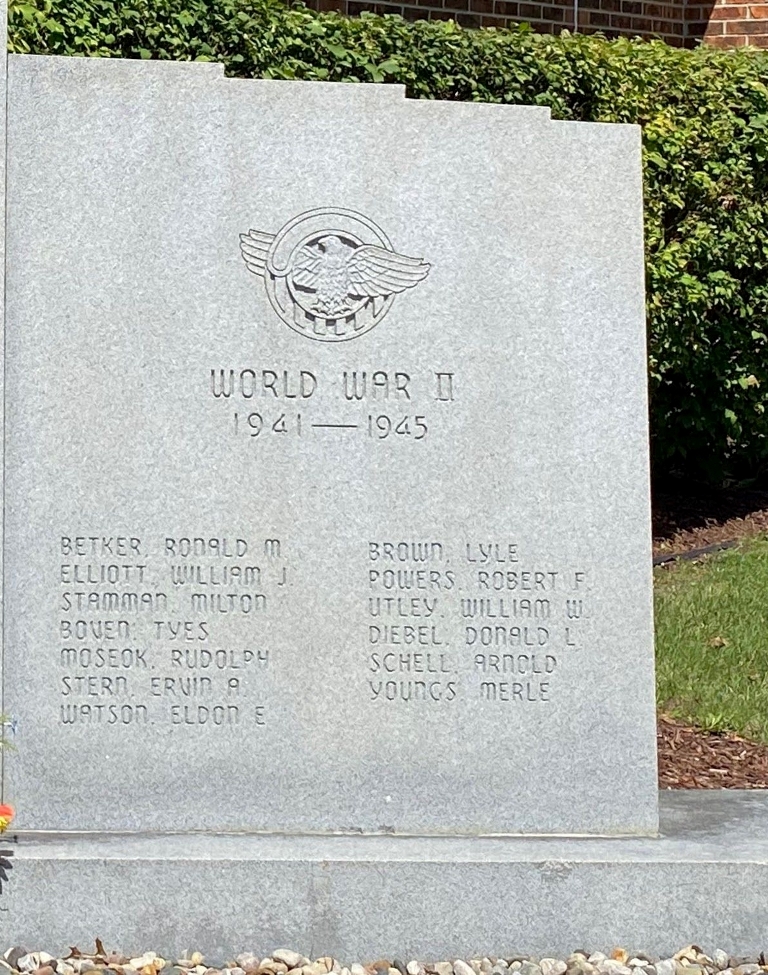 WORLD WAR II
1941 — 1945
BETKER, RONALD M.
ELLIOTT, WILLIAM J.
STAMMAN, MILTON
BOVEN, TYES
MOSEOK, RUDOLPH
STERN, ERVIN A.
WATSON, ELDON E.
BROWN, LYLE
POWERS, ROBERT F.
UTLEY, WILLIAM W.
DIEBEL, DONALD L.
SCHELL, ARNOLD
YOUNGS, MERLE